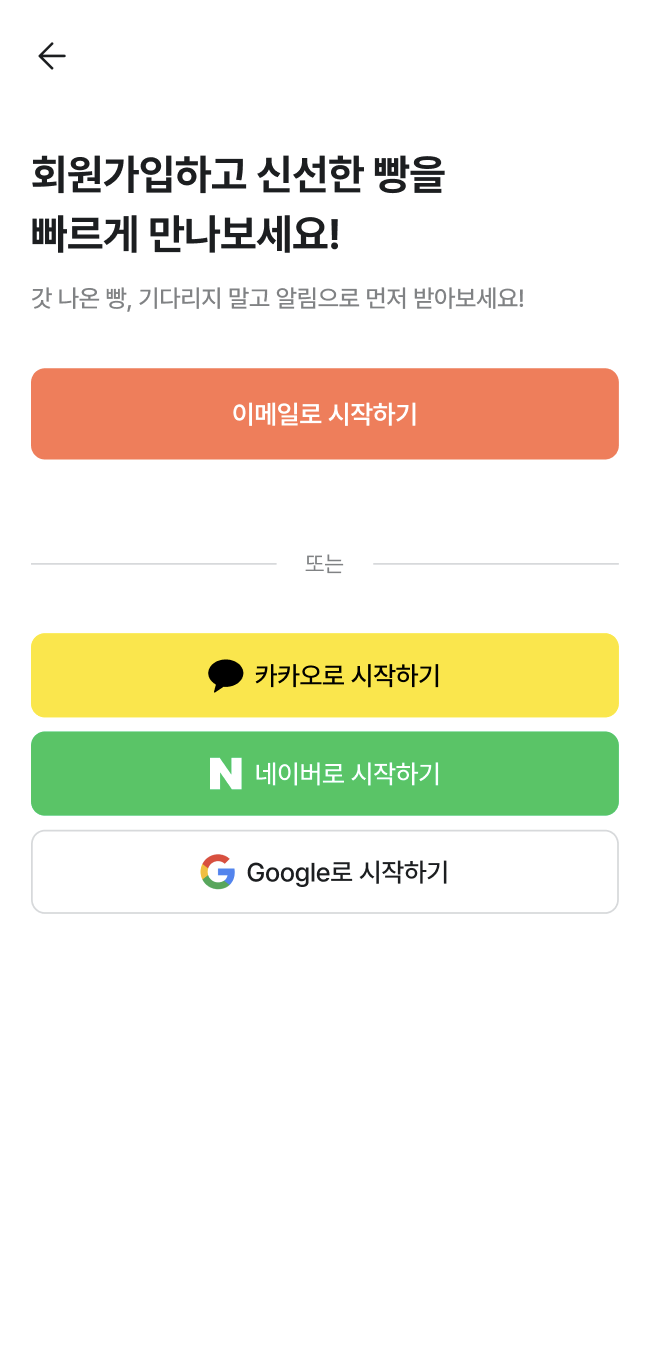 회원가입하고 신선한 빵을
빠르게 만나보세요!
갓 나온 빵, 기다리지 말고 알림으로 먼저 받아보세요!
이메일로 시작하기
또는
카카오로 시작하기
네이버로 시작하기
Google로 시작하기